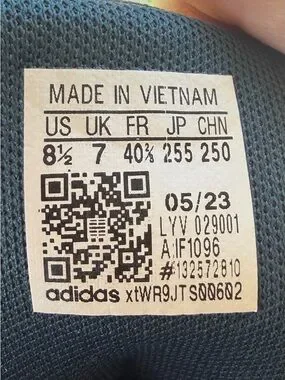 MADE IN VIETNAM
US UK FR JP CHN
8½ 7 40⅔ 255 250
05/23
LYV 029001
A IF1096
#132572810
adidas xtWR9JTS00602